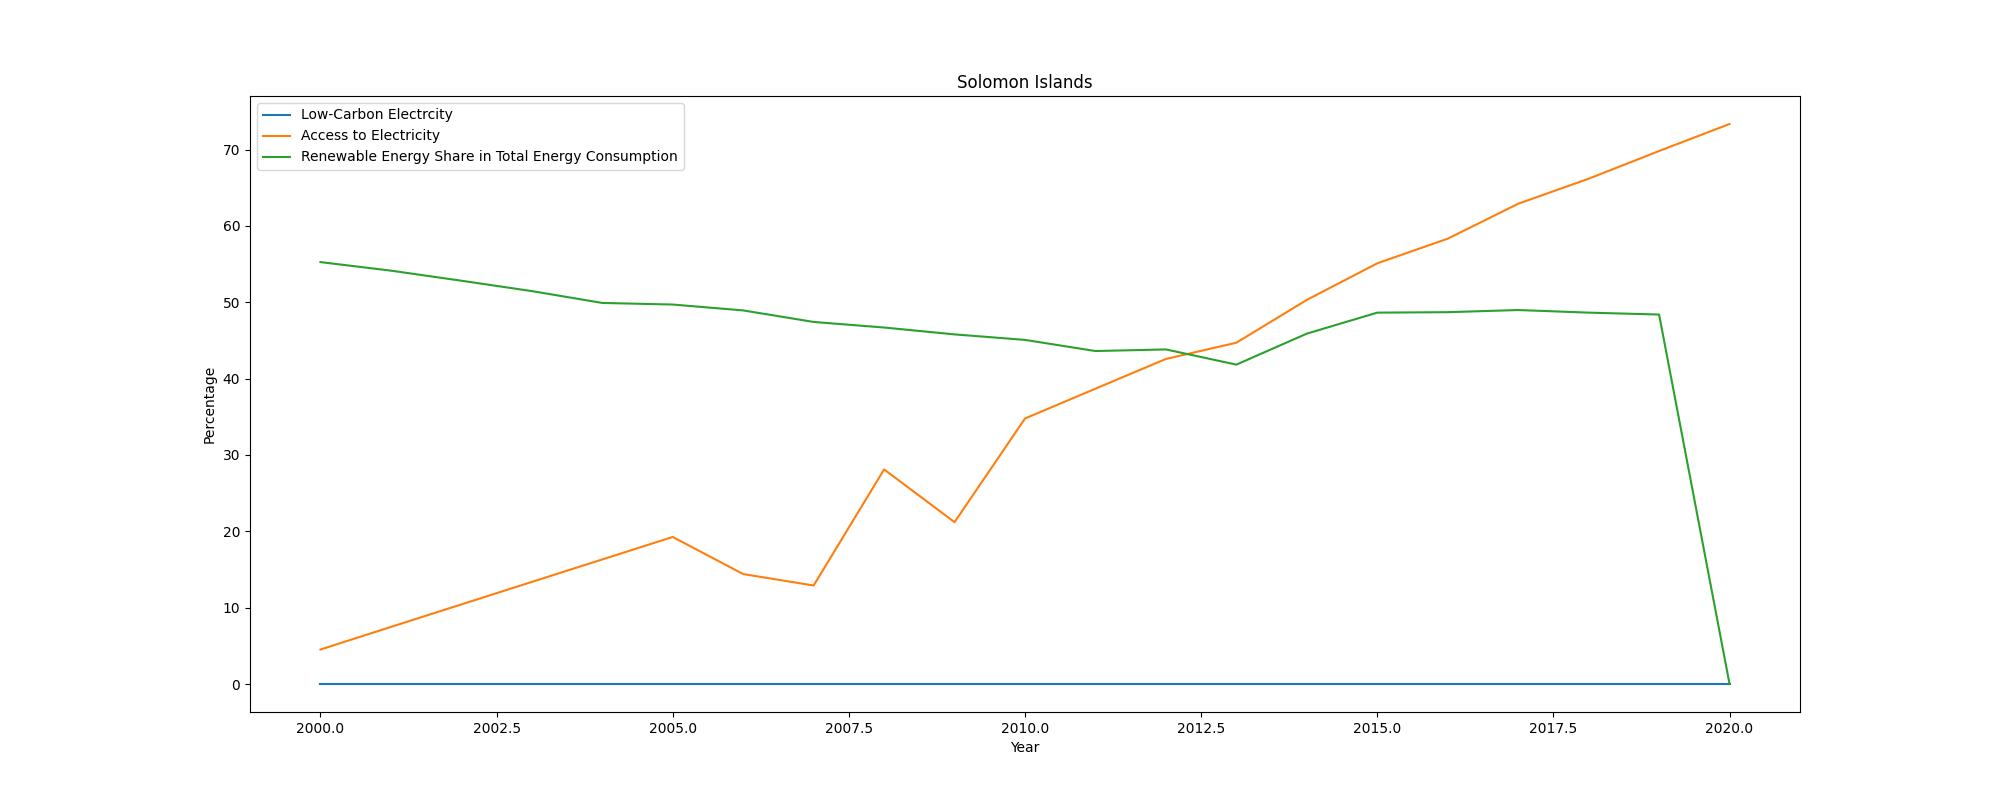 Solomon Islands
Low-Carbon Electrcity
Access to Electricity
Renewable Energy Share in Total Energy Consumption
70
60
50
40
30
20
10
0
Percentage
2000.0 2002.5 2005.0 2007.5 2010.0 2012.5 2015.0 2017.5 2020.0
Year